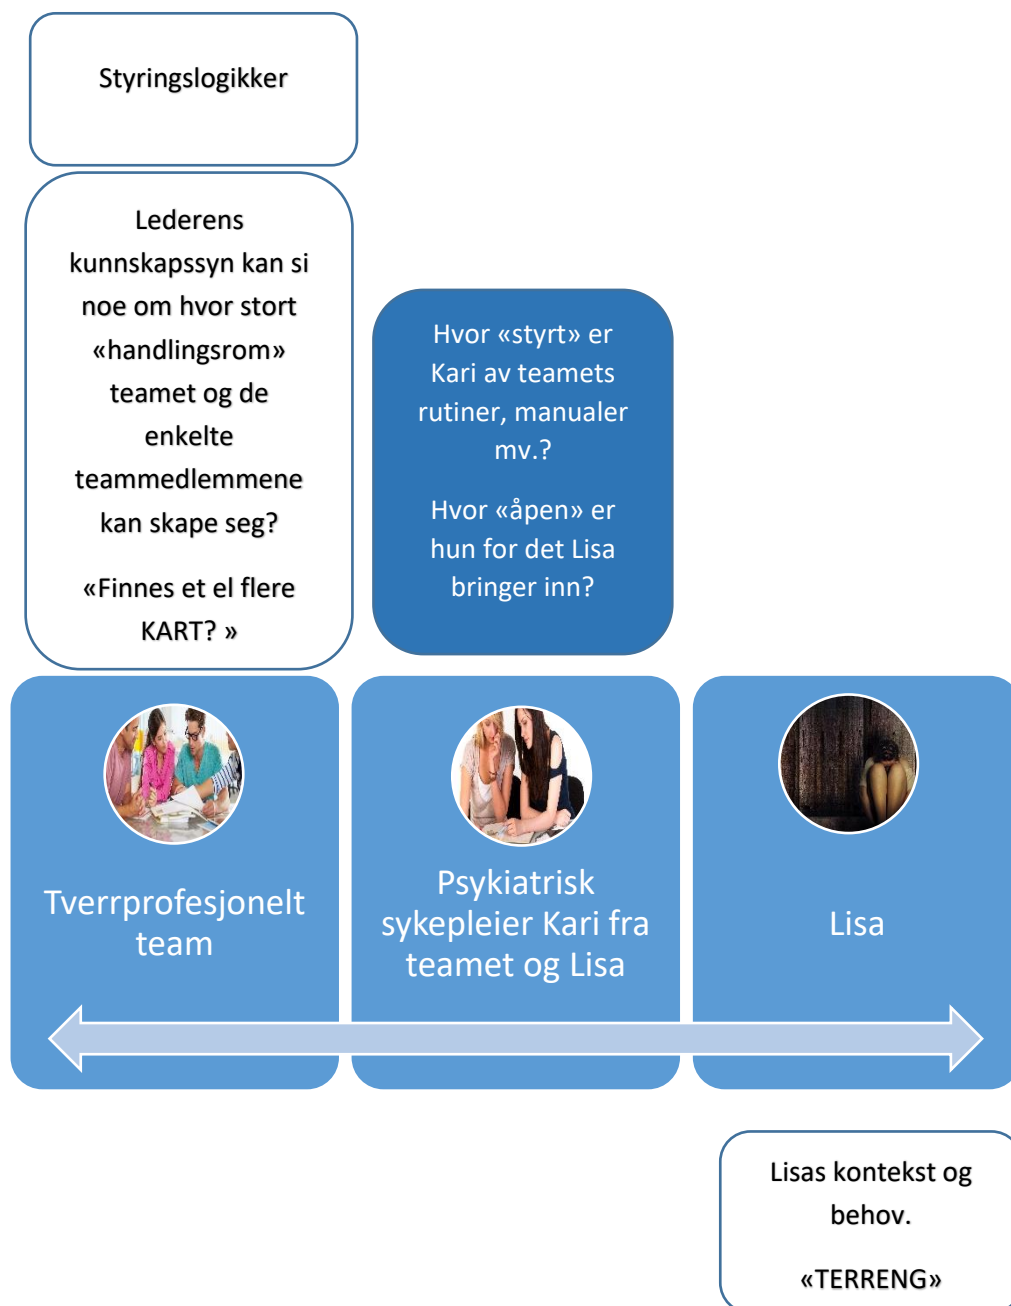 Styringslogikker
Lederens
kunnskapssyn kan si
noe om hvor stort
«handlingsrom»
teamet og de
enkelte
teammedlemmene
kan skape seg?
«Finnes et el flere
KART? »
Hvor «styrt» er
Kari av teamets
rutiner, manualer
mv.?
Hvor «åpen» er
hun for det Lisa
bringer inn?
Tverrprofesjonelt
team
Psykiatrisk
sykepleier Kari fra
teamet og Lisa
Lisa
Lisas kontekst og
behov.
«TERRENG»